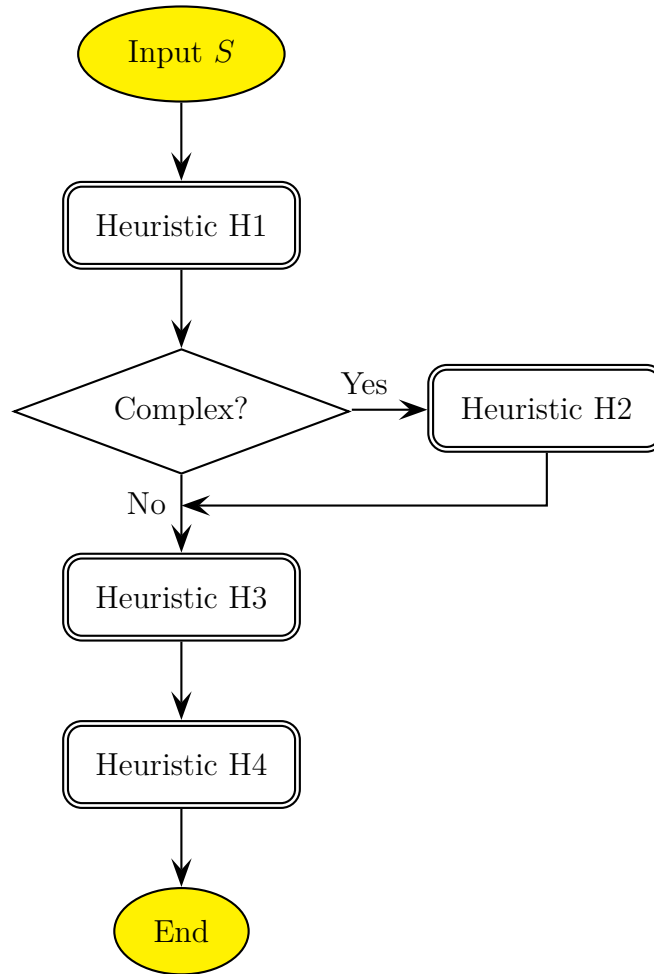 Input S
Heuristic H1
Complex?
Yes
Heuristic H2
No
Heuristic H3
Heuristic H4
End